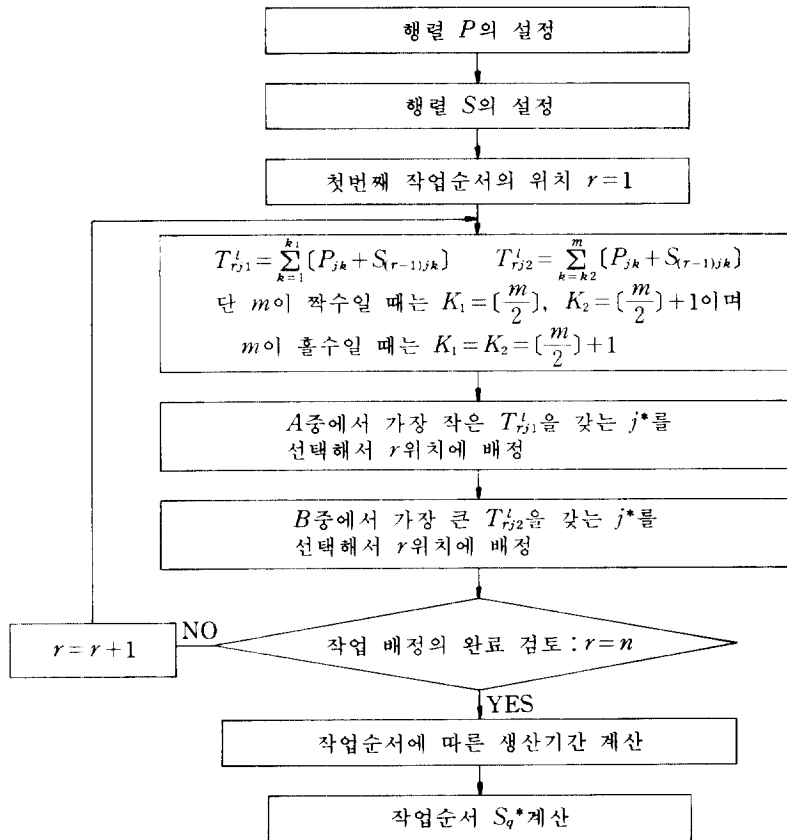 행렬 P의 설정
행렬 S의 설정
첫번째 작업순서의 위치 r=1
T^l_{rj1}=\sum_{k=1}^{k1}[P_{jk}+S_{(r-1)jk}] T^l_{rj2}=\sum_{k=k2}^{m}[P_{jk}+S_{(r-1)jk}]
단 m이 짝수일 때는 K₁=[m/2], K₂=[m/2]+1이며
m이 홀수일 때는 K₁=K₂=[m/2]+1
A중에서 가장 작은 T^l_{rj1}을 갖는 j*를
선택해서 r위치에 배정
B중에서 가장 큰 T^l_{rj2}을 갖는 j*를
선택해서 r위치에 배정
작업 배정의 완료 검토 : r=n
NO
r=r+1
YES
작업순서에 따른 생산기간 계산
작업순서 S_q*계산